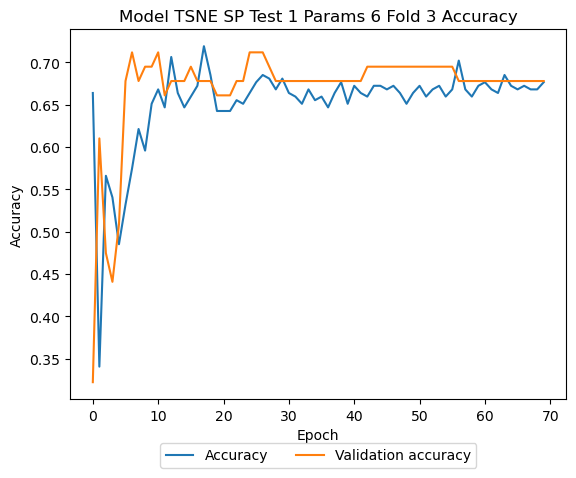 Model TSNE SP Test 1 Params 6 Fold 3 Accuracy
0.70
0.65
0.60
0.55
0.50
0.45
0.40
0.35
Accuracy
0 10 20 30 40 50 60 70
Epoch
Accuracy Validation accuracy